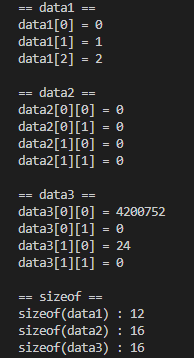 == data1 ==
data1[0] = 0
data1[1] = 1
data1[2] = 2
== data2 ==
data2[0][0] = 0
data2[0][1] = 0
data2[1][0] = 0
data2[1][1] = 0
== data3 ==
data3[0][0] = 4200752
data3[0][1] = 0
data3[1][0] = 24
data3[1][1] = 0
== sizeof ==
sizeof(data1) : 12
sizeof(data2) : 16
sizeof(data3) : 16